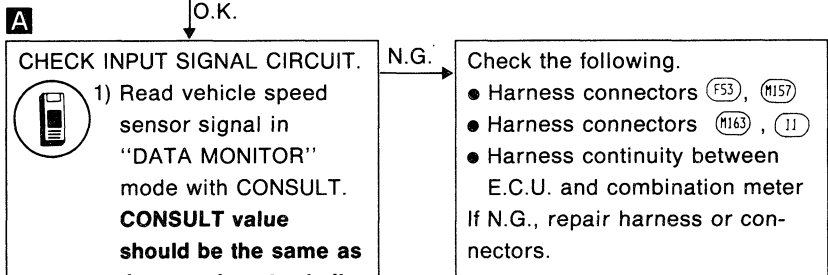 O.K.
A
CHECK INPUT SIGNAL CIRCUIT.
1) Read vehicle speed
sensor signal in
"DATA MONITOR"
mode with CONSULT.
CONSULT value
should be the same as
N.G.
Check the following.
● Harness connectors F53, M157
● Harness connectors M163, I1
● Harness continuity between
E.C.U. and combination meter
If N.G., repair harness or con-
nectors.